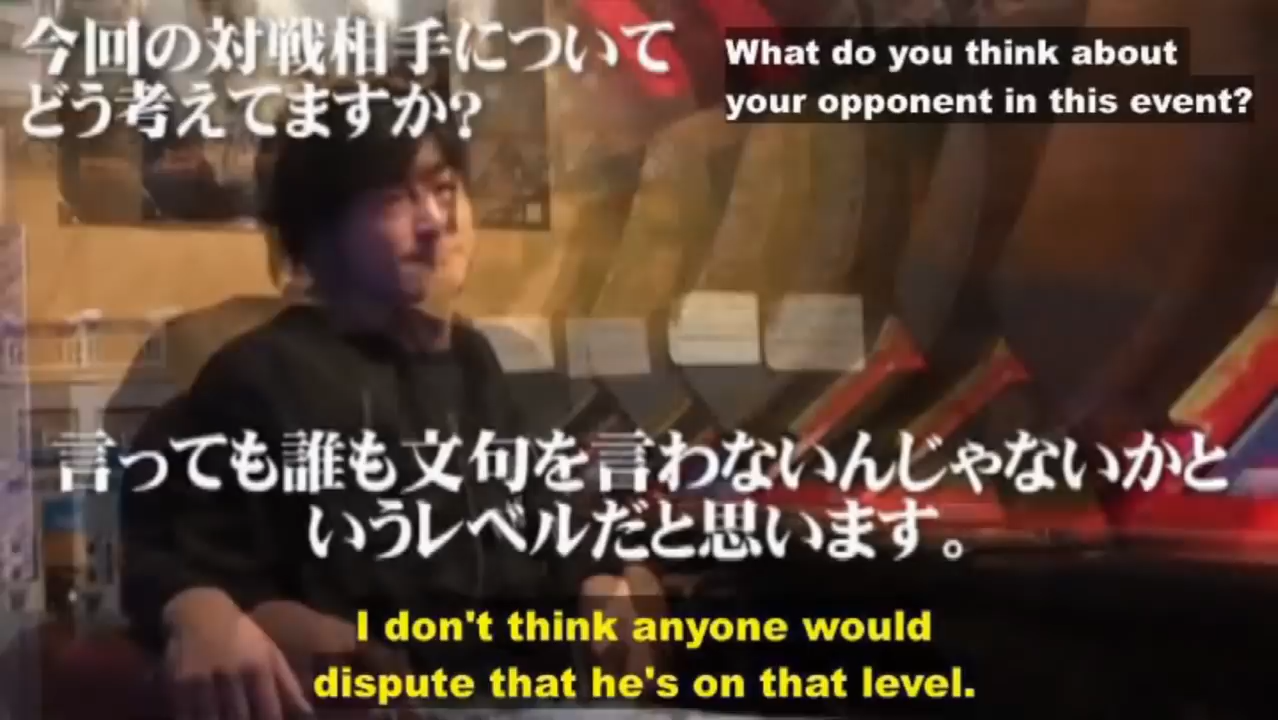 今回の対戦相手について
どう考えてますか?
What do you think about
your opponent in this event?
言っても誰も文句を言わないんじゃないかと
いうレベルだと思います。
I don't think anyone would
dispute that he's on that level.